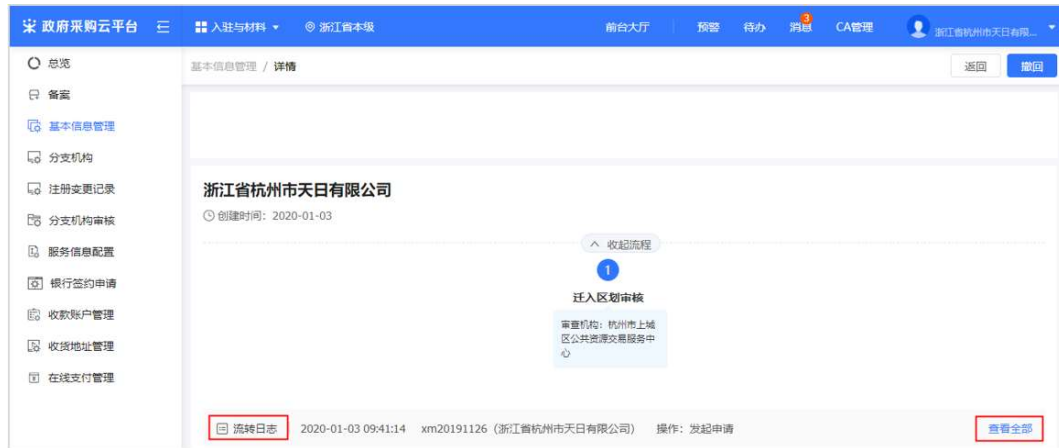 政府采购云平台
入驻与材料
浙江省本级
前台大厅
预警
待办
消息
3
CA管理
浙江省杭州市天日有限...
总览
备案
基本信息管理
分支机构
注册变更记录
分支机构审核
服务信息配置
银行签约申请
收款账户管理
收货地址管理
在线支付管理
基本信息管理 / 详情
返回
撤回
浙江省杭州市天日有限公司
创建时间：2020-01-03
收起流程
1
迁入区划审核
审查机构：杭州市上城
区公共资源交易服务中
心
流转日志 2020-01-03 09:41:14 xm20191126（浙江省杭州市天日有限公司） 操作：发起申请 查看全部